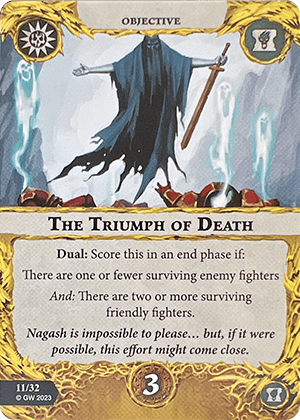 OBJECTIVE
THE TRIUMPH OF DEATH
Dual: Score this in an end phase if:
There are one or fewer surviving enemy fighters
And: There are two or more surviving
friendly fighters.
Nagash is impossible to please... but, if it were
possible, this effort might come close.
11/32
© GW 2023
3